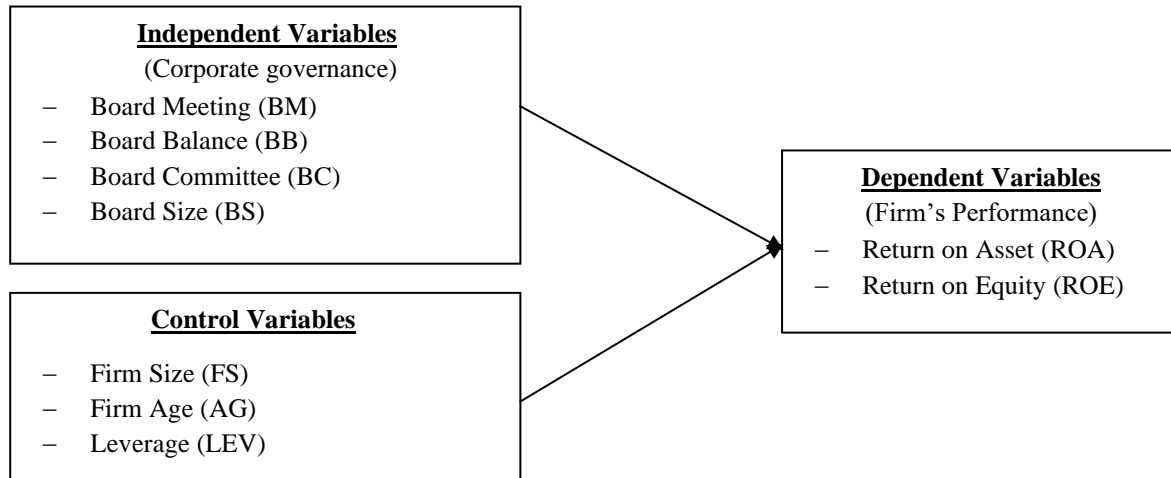 Independent Variables
(Corporate governance)
– Board Meeting (BM)
– Board Balance (BB)
– Board Committee (BC)
– Board Size (BS)
Control Variables
– Firm Size (FS)
– Firm Age (AG)
– Leverage (LEV)
Dependent Variables
(Firm’s Performance)
– Return on Asset (ROA)
– Return on Equity (ROE)